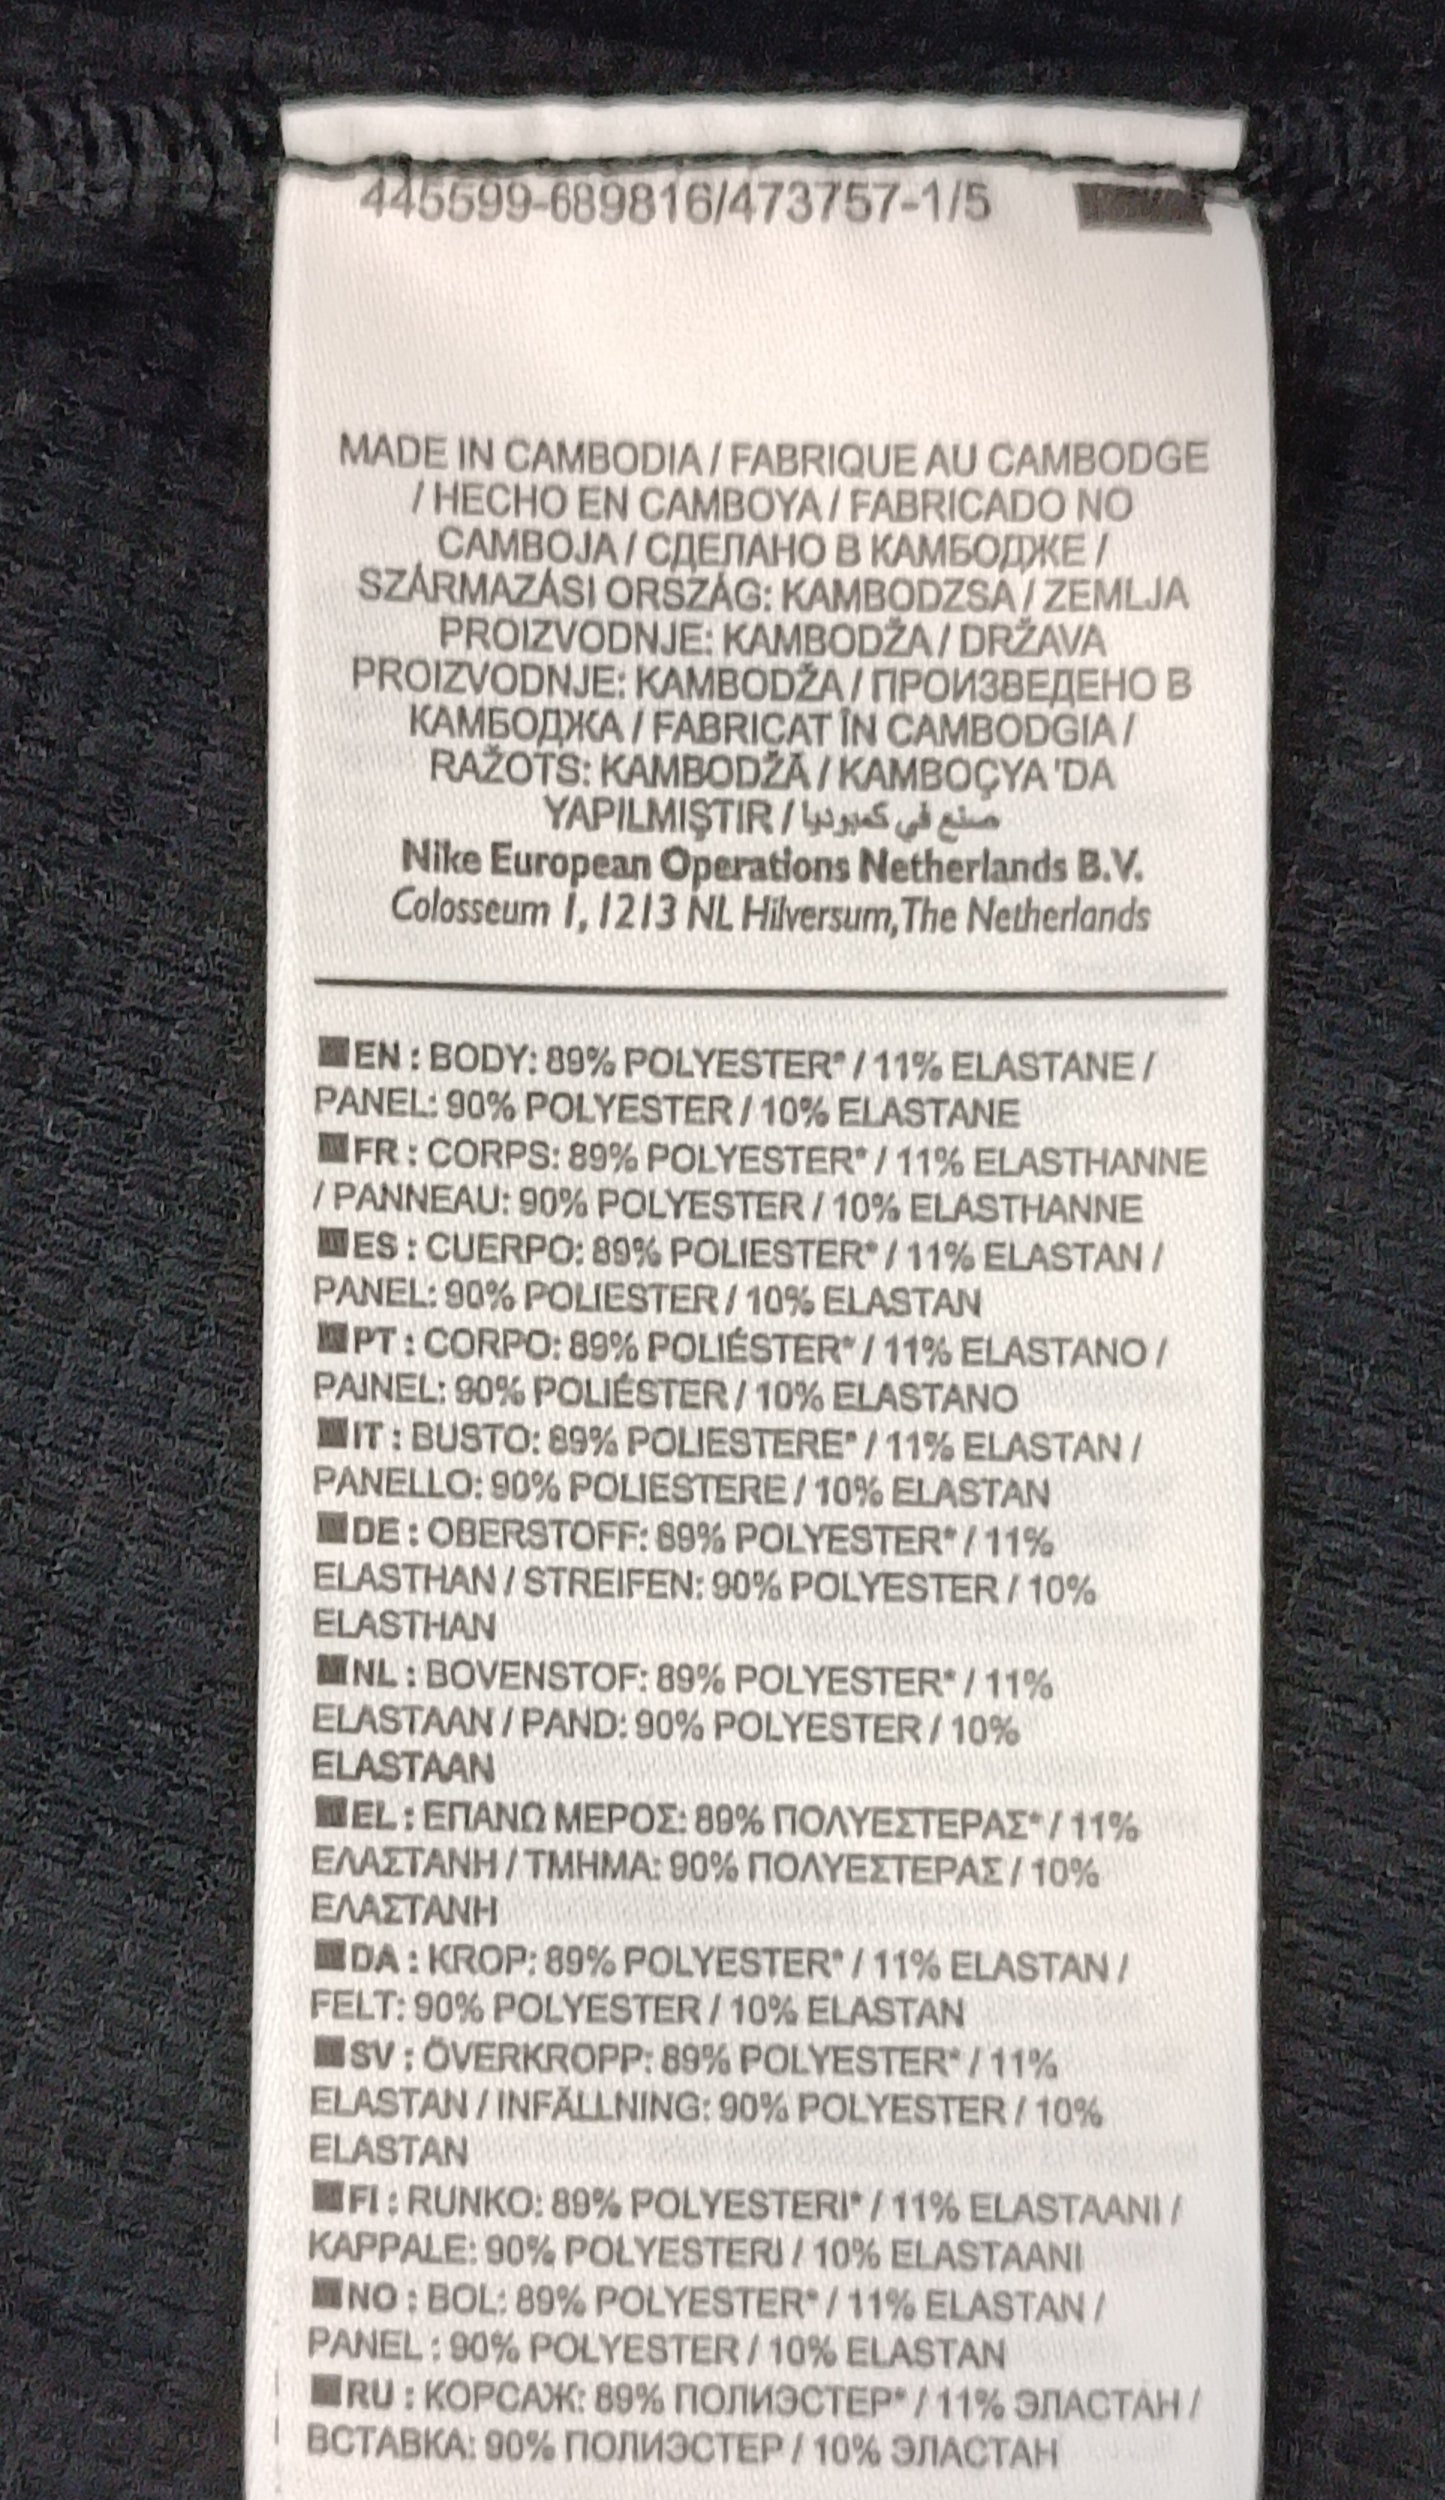 445599-689816/473757-1/5
MADE IN CAMBODIA / FABRIQUE AU CAMBODGE
/ HECHO EN CAMBOYA / FABRICADO NO
CAMBOJA / СДЕЛАНО В КАМБОДЖЕ /
SZÁRMAZÁSI ORSZÁG: KAMBODZSA / ZEMLJA
PROIZVODNJE: KAMBODŽA / DRŽAVA
PROIZVODNJE: KAMBODŽA / ПРОИЗВЕДЕНО В
КАМБОДЖА / FABRICAT ÎN CAMBODGIA /
RAŽOTS: KAMBODŽĀ / KAMBOÇYA 'DA
YAPILMIŞTIR / صنع في كمبوديا
Nike European Operations Netherlands B.V.
Colosseum 1, 1213 NL Hilversum, The Netherlands
EN : BODY: 89% POLYESTER* / 11% ELASTANE /
PANEL: 90% POLYESTER / 10% ELASTANE
FR : CORPS: 89% POLYESTER* / 11% ELASTHANNE
/ PANNEAU: 90% POLYESTER / 10% ELASTHANNE
ES : CUERPO: 89% POLIESTER* / 11% ELASTAN /
PANEL: 90% POLIESTER / 10% ELASTAN
PT : CORPO: 89% POLIÉSTER* / 11% ELASTANO /
PAINEL: 90% POLIÉSTER / 10% ELASTANO
IT : BUSTO: 89% POLIESTERE* / 11% ELASTAN /
PANELLO: 90% POLIESTERE / 10% ELASTAN
DE : OBERSTOFF: 89% POLYESTER* / 11%
ELASTHAN / STREIFEN: 90% POLYESTER / 10%
ELASTHAN
NL : BOVENSTOF: 89% POLYESTER* / 11%
ELASTAAN / PAND: 90% POLYESTER / 10%
ELASTAAN
EL : ΕΠΑΝΩ ΜΕΡΟΣ: 89% ΠΟΛΥΕΣΤΕΡΑΣ* / 11%
ΕΛΑΣΤΑΝΗ / ΤΜΗΜΑ: 90% ΠΟΛΥΕΣΤΕΡΑΣ / 10%
ΕΛΑΣΤΑΝΗ
DA : KROP: 89% POLYESTER* / 11% ELASTAN /
FELT: 90% POLYESTER / 10% ELASTAN
SV : ÖVERKROPP: 89% POLYESTER* / 11%
ELASTAN / INFÄLLNING: 90% POLYESTER / 10%
ELASTAN
FI : RUNKO: 89% POLYESTERI* / 11% ELASTAANI /
KAPPALE: 90% POLYESTERI / 10% ELASTAANI
NO : BOL: 89% POLYESTER* / 11% ELASTAN /
PANEL : 90% POLYESTER / 10% ELASTAN
RU : КОРСАЖ: 89% ПОЛИЭСТЕР* / 11% ЭЛАСТАН /
ВСТАВКА: 90% ПОЛИЭСТЕР / 10% ЭЛАСТАН